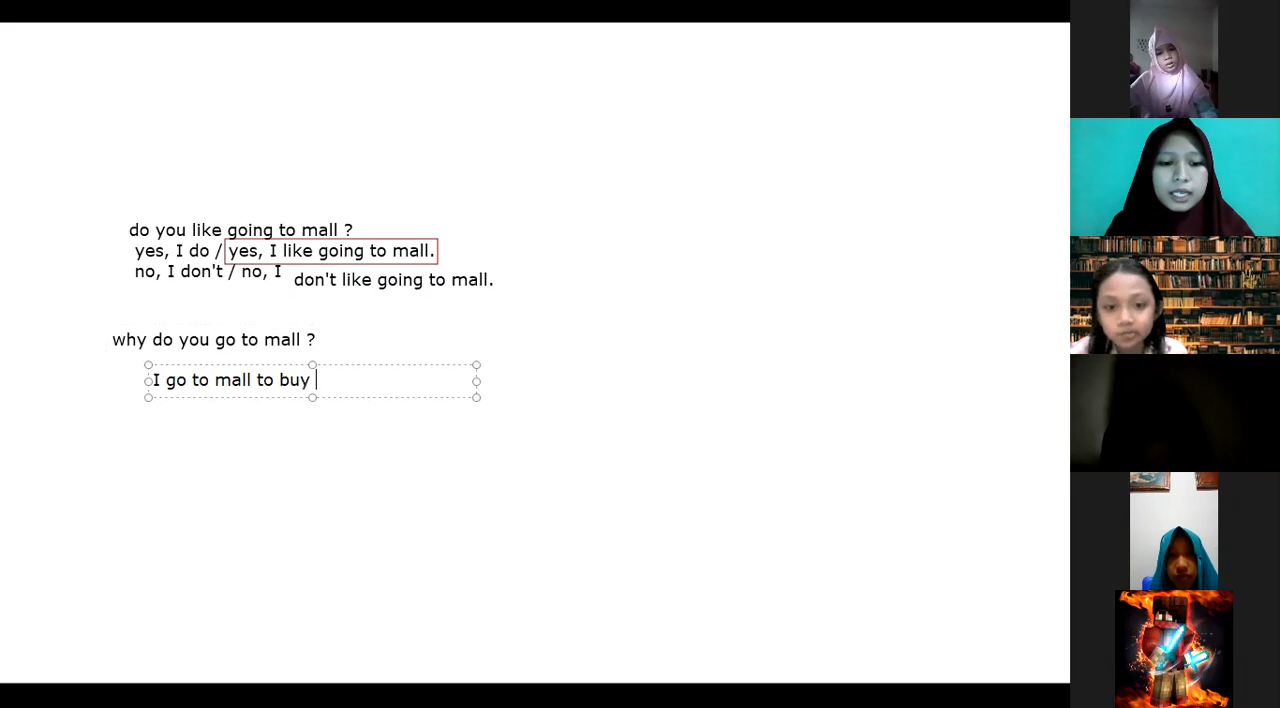 do you like going to mall ?
yes, I do / yes, I like going to mall.
no, I don't / no, I don't like going to mall.
why do you go to mall ?
I go to mall to buy